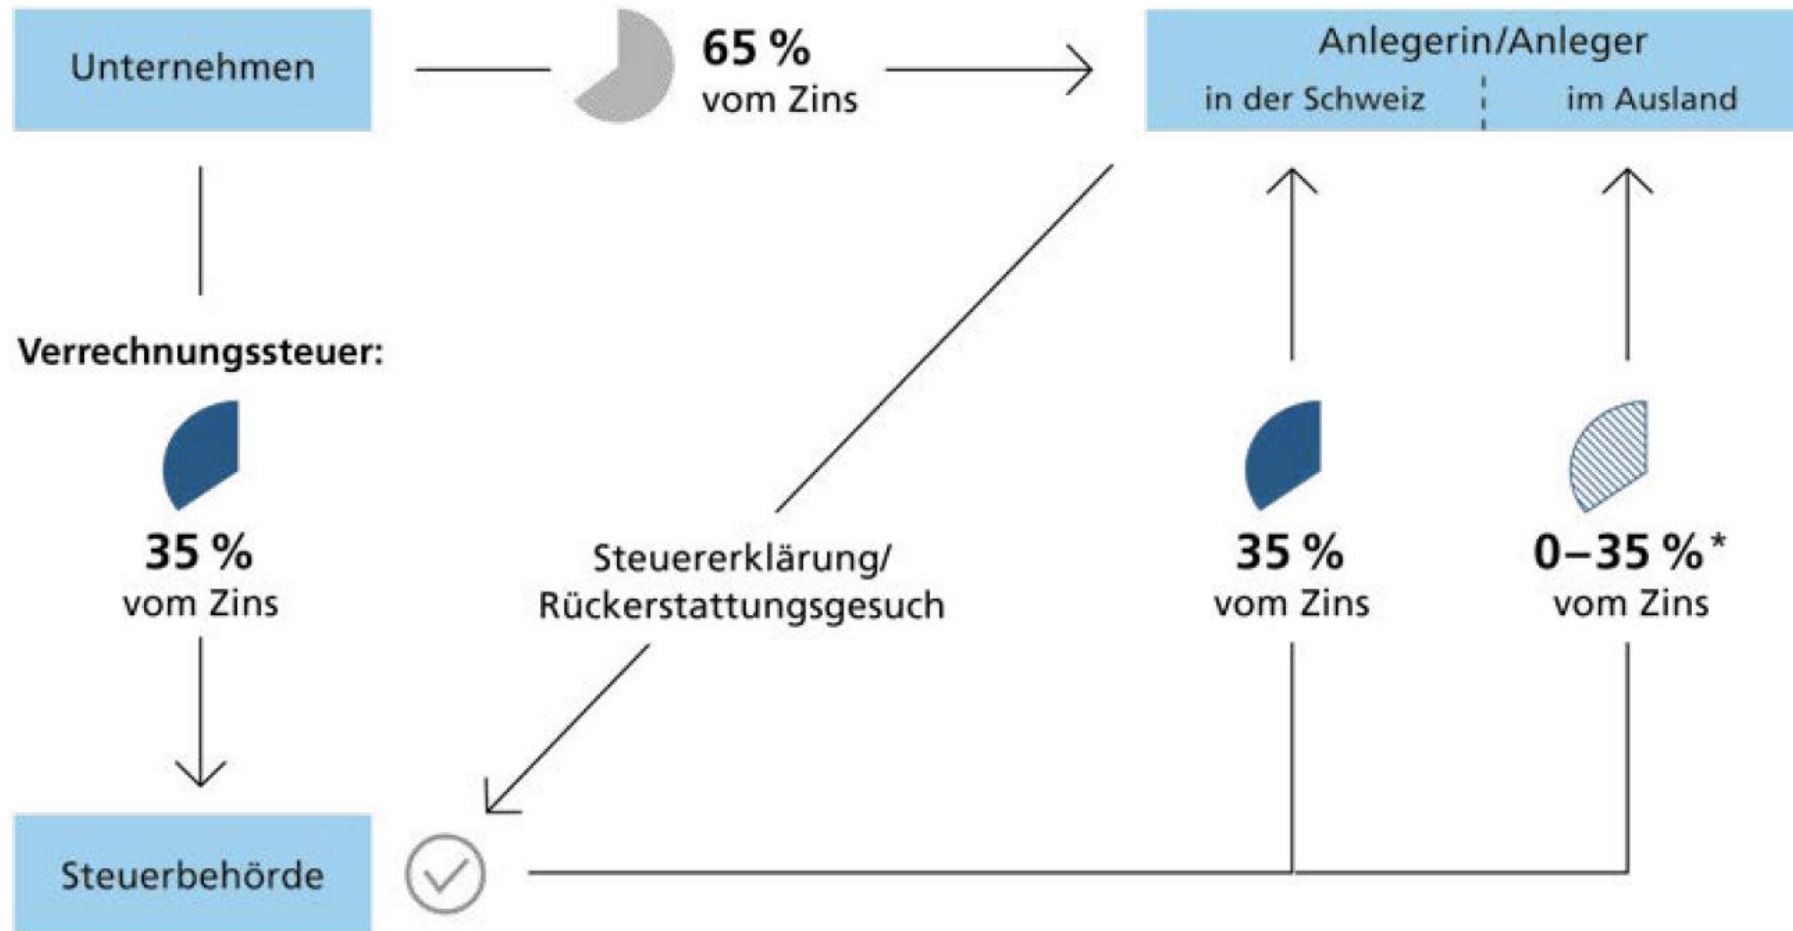 Unternehmen
65 %
vom Zins
Anlegerin/Anleger
in der Schweiz
im Ausland
Verrechnungssteuer:
35 %
vom Zins
Steuererklärung/
Rückerstattungsgesuch
35 %
vom Zins
0–35 %*
vom Zins
Steuerbehörde